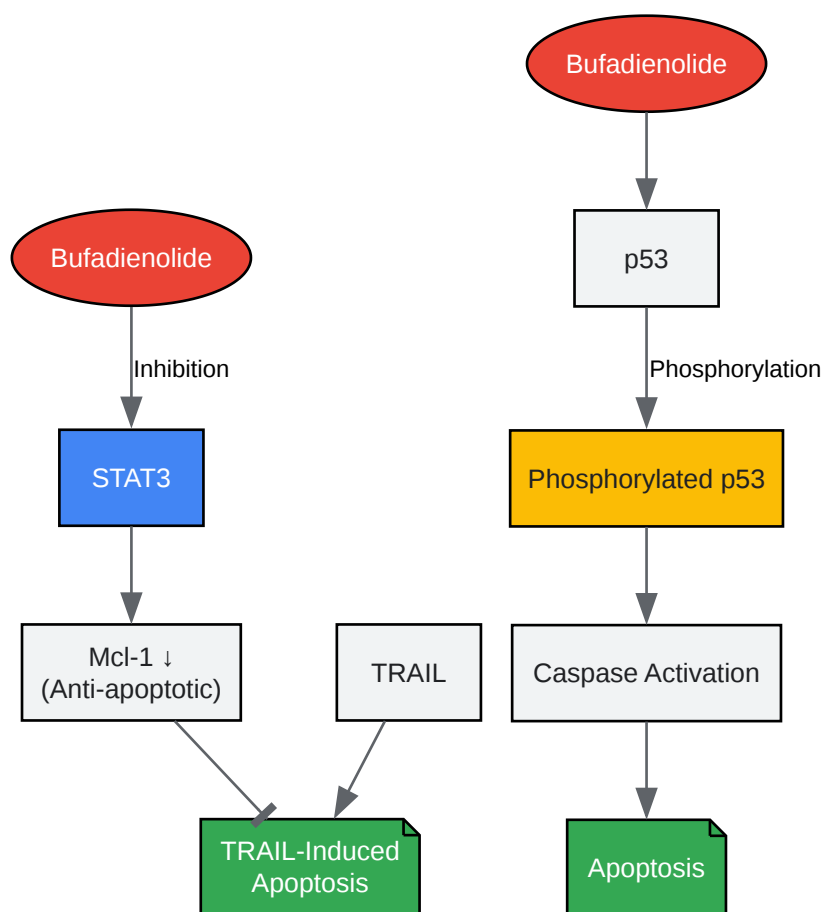 Bufadienolide
Inhibition
STAT3
Mcl-1 ↓
(Anti-apoptotic)
TRAIL
TRAIL-Induced
Apoptosis
Bufadienolide
p53
Phosphorylation
Phosphorylated p53
Caspase Activation
Apoptosis